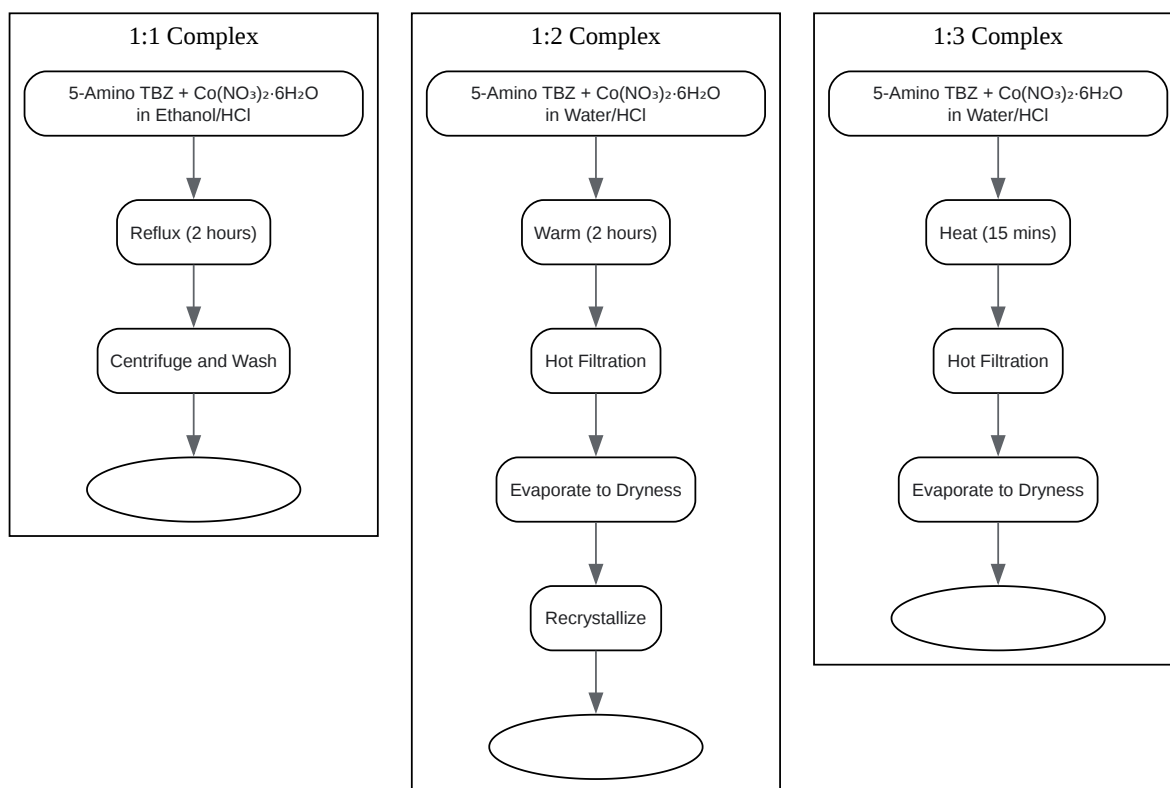 1:1 Complex
5-Amino TBZ + Co(NO₃)₂·6H₂O
in Ethanol/HCl
Reflux (2 hours)
Centrifuge and Wash
1:2 Complex
5-Amino TBZ + Co(NO₃)₂·6H₂O
in Water/HCl
Warm (2 hours)
Hot Filtration
Evaporate to Dryness
Recrystallize
1:3 Complex
5-Amino TBZ + Co(NO₃)₂·6H₂O
in Water/HCl
Heat (15 mins)
Hot Filtration
Evaporate to Dryness